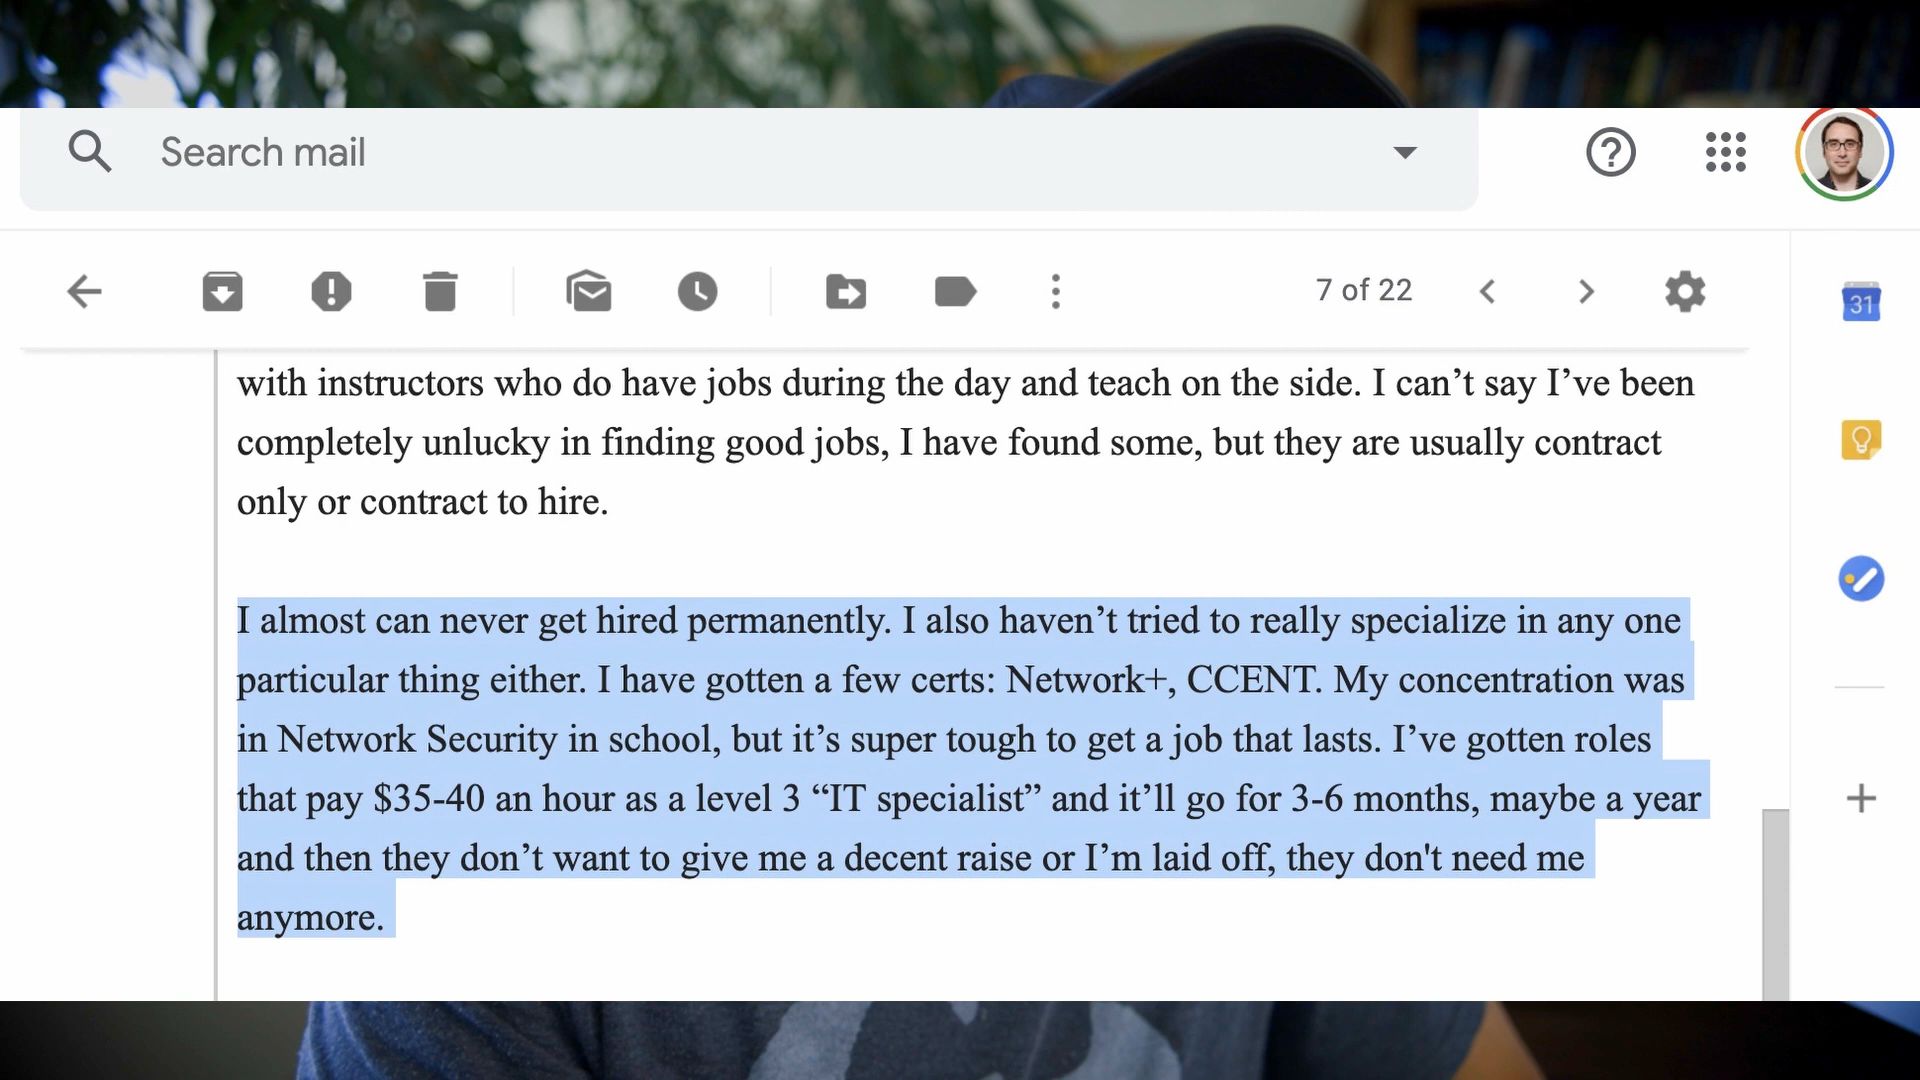 Search mail
7 of 22
31
with instructors who do have jobs during the day and teach on the side. I can’t say I’ve been
completely unlucky in finding good jobs, I have found some, but they are usually contract
only or contract to hire.
I almost can never get hired permanently. I also haven’t tried to really specialize in any one
particular thing either. I have gotten a few certs: Network+, CCENT. My concentration was
in Network Security in school, but it’s super tough to get a job that lasts. I’ve gotten roles
that pay $35-40 an hour as a level 3 “IT specialist” and it’ll go for 3-6 months, maybe a year
and then they don’t want to give me a decent raise or I’m laid off, they don't need me
anymore.